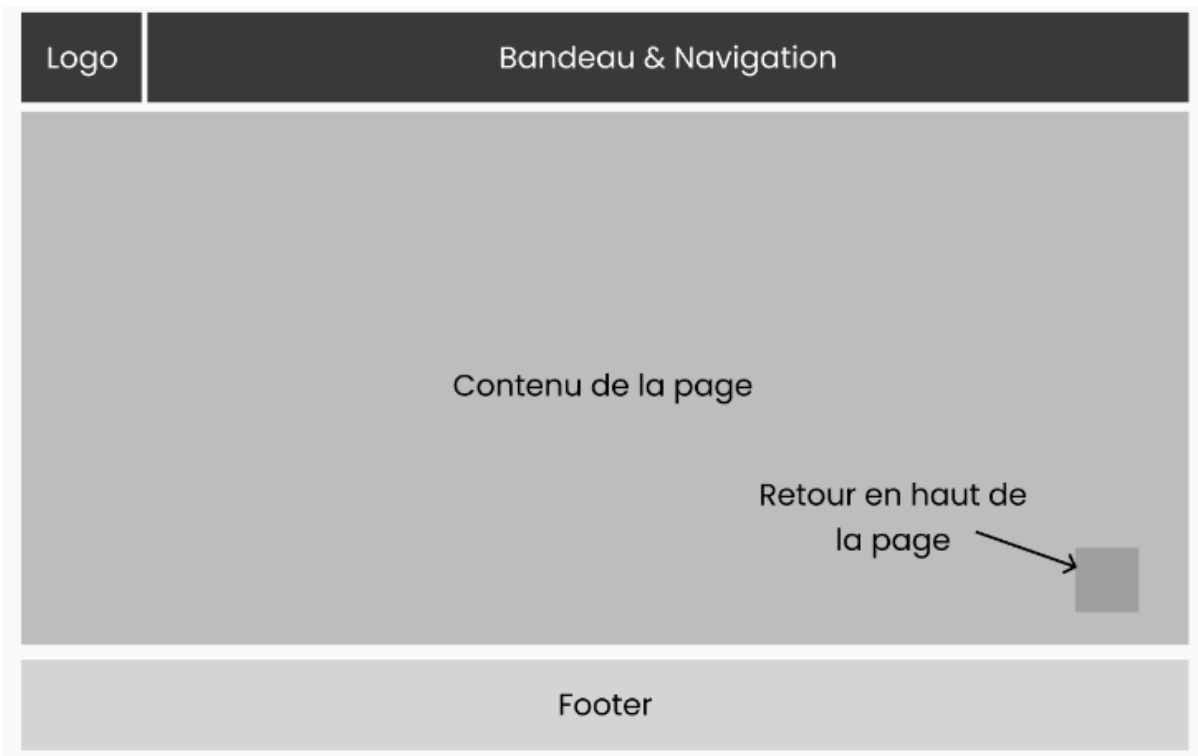 Logo
Bandeau & Navigation
Contenu de la page
Retour en haut de
la page
Footer